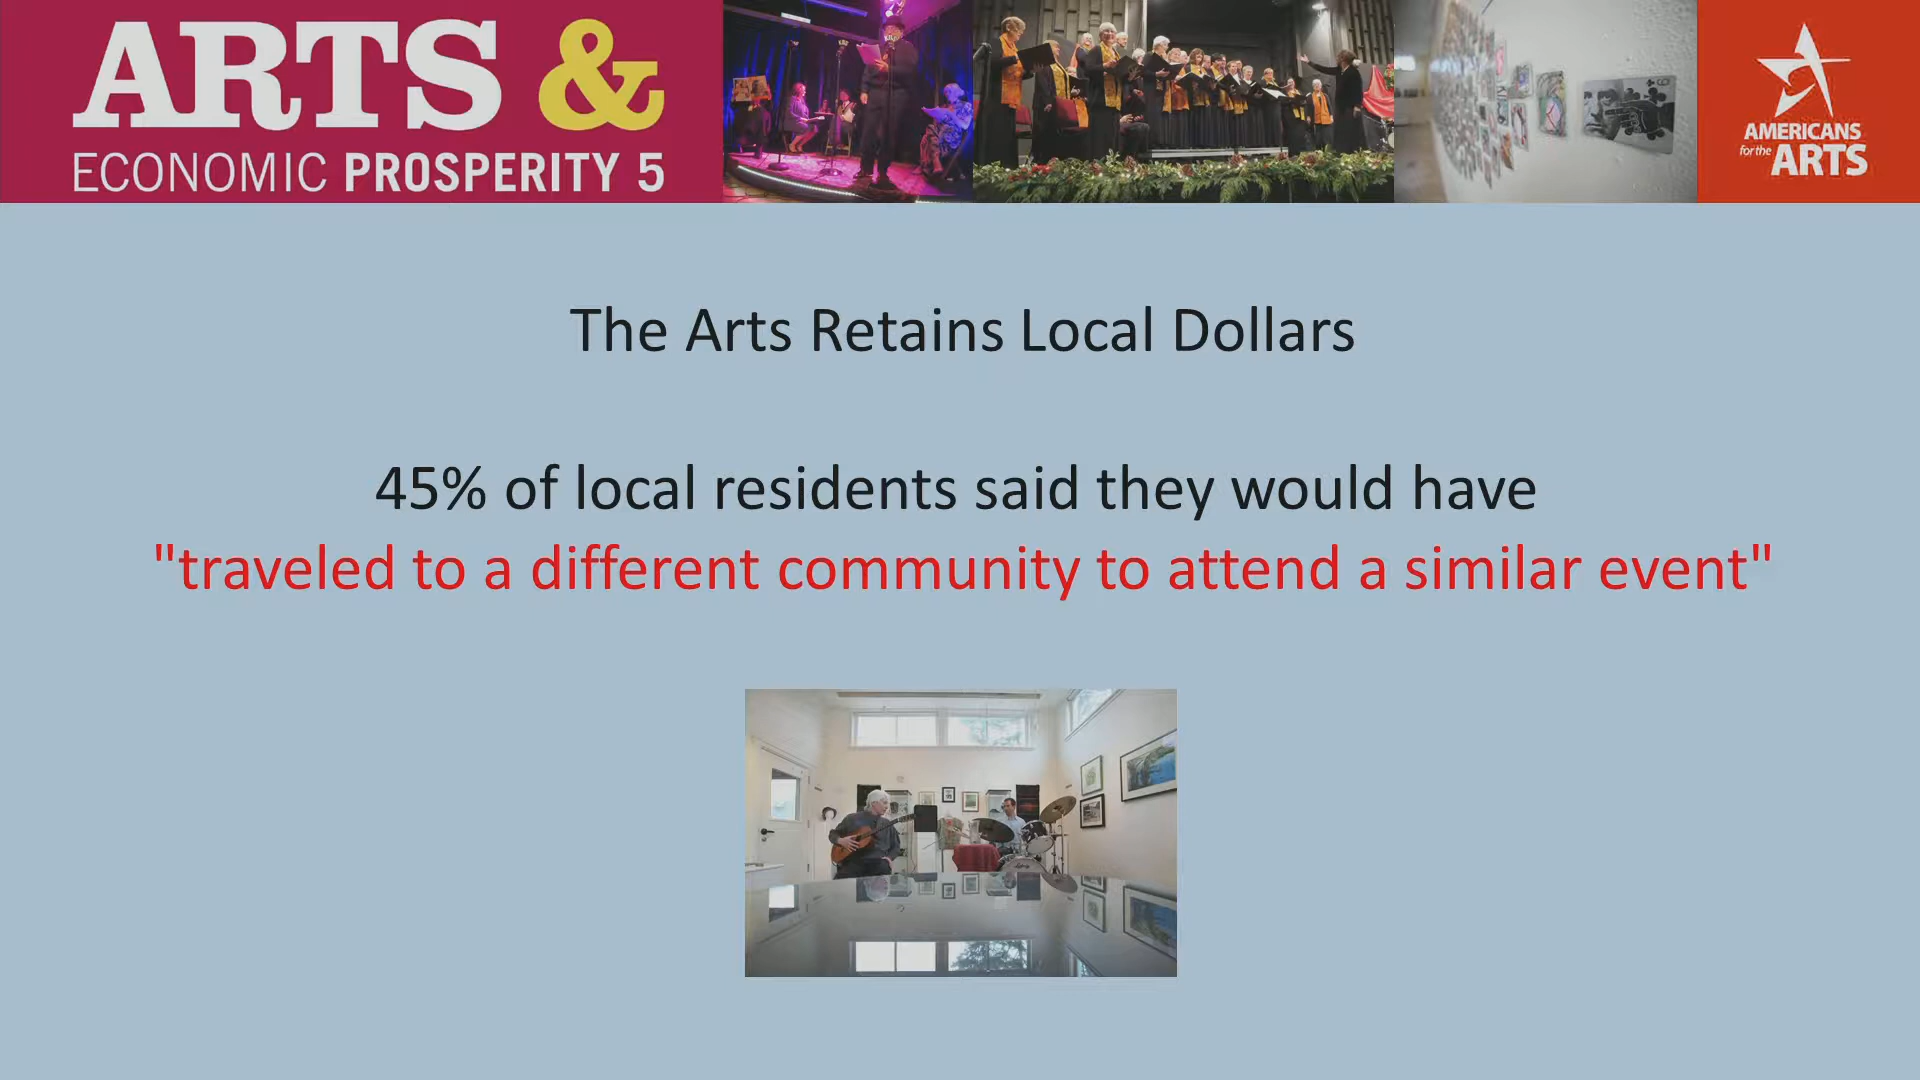 ARTS &
ECONOMIC PROSPERITY 5
AMERICANS
for the ARTS
The Arts Retains Local Dollars
45% of local residents said they would have
"traveled to a different community to attend a similar event"